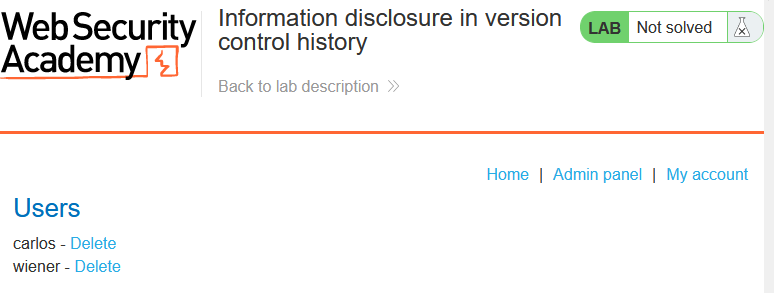 Web Security
Academy
Information disclosure in version
control history
LAB Not solved
Back to lab description
Home | Admin panel | My account
Users
carlos - Delete
wiener - Delete